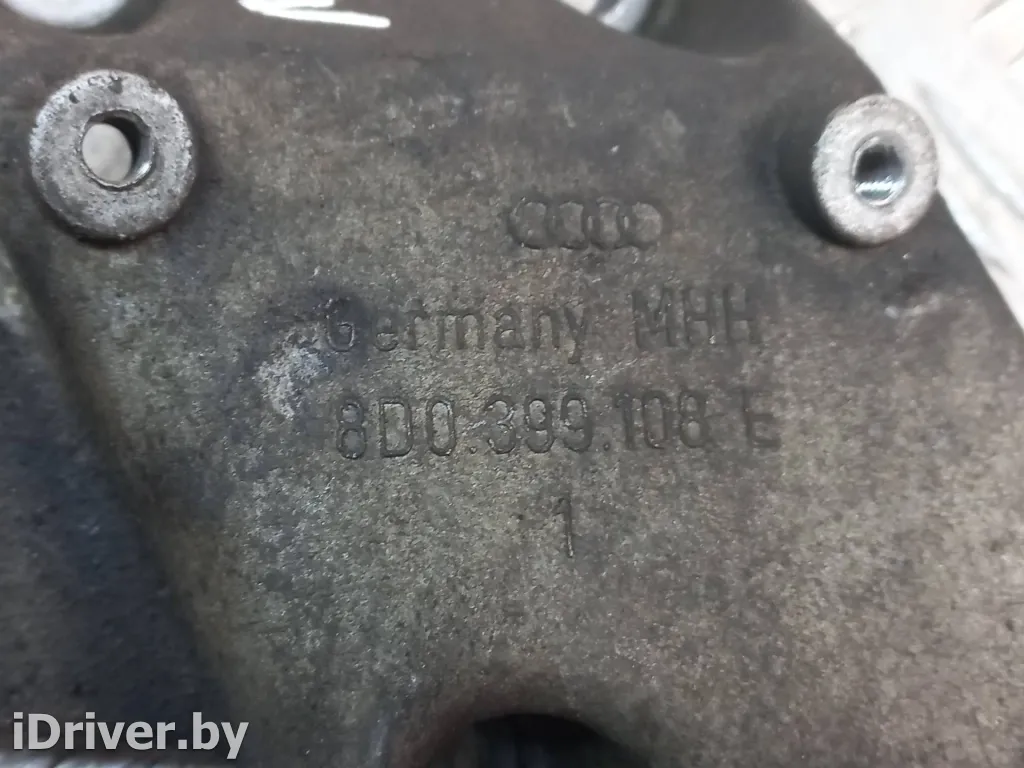 Germany MHH
8D0.399.108 E
1
iDriver.by